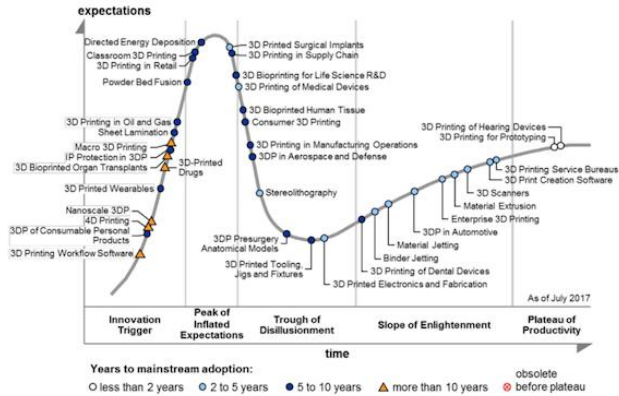 expectations
Directed Energy Deposition
Classroom 3D Printing
3D Printing in Retail
Powder Bed Fusion
3D Printing in Oil and Gas
Sheet Lamination
Macro 3D Printing
IP Protection in 3DP
3D Bioprinted Organ Transplants
3D-Printed
Drugs
3D Printed Wearables
Nanoscale 3DP
4D Printing
3DP of Consumable Personal
Products
3D Printing Workflow Software
3D Printed Surgical Implants
3D Printing in Supply Chain
3D Bioprinting for Life Science R&D
3D Printing of Medical Devices
3D Bioprinted Human Tissue
Consumer 3D Printing
3D Printing in Manufacturing Operations
3DP in Aerospace and Defense
Stereolithography
3DP Presurgery
Anatomical Models
3D Printed Tooling,
Jigs and Fixtures
3D Printed Electronics and Fabrication
3D Printing of Dental Devices
Binder Jetting
Material Jetting
3DP in Automotive
Enterprise 3D Printing
Material Extrusion
3D Scanners
3D Print Creation Software
3D Printing Service Bureaus
3D Printing of Hearing Devices
3D Printing for Prototyping
As of July 2017
Innovation
Trigger
Peak of
Inflated
Expectations
Trough of
Disillusionment
Slope of Enlightenment
Plateau of
Productivity
time
Years to mainstream adoption:
less than 2 years
2 to 5 years
5 to 10 years
more than 10 years
obsolete
before plateau